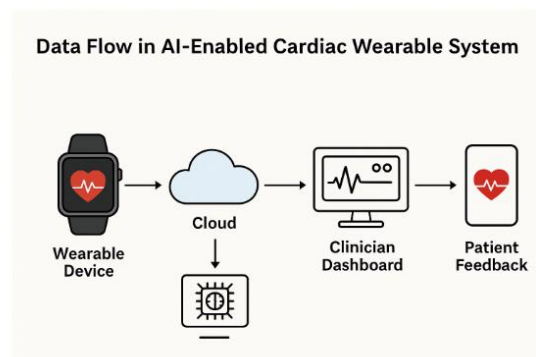 Data Flow in AI-Enabled Cardiac Wearable System
Wearable
Device
Cloud
Clinician
Dashboard
Patient
Feedback